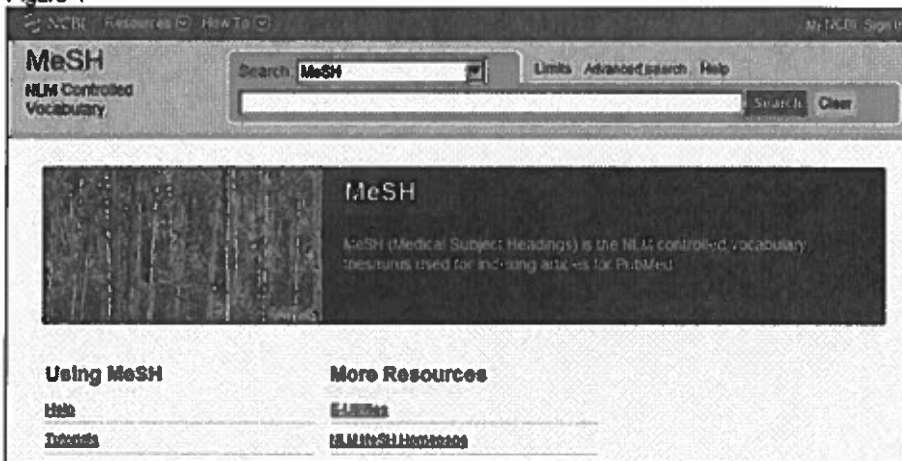 NCBI Resources How To My NCBI Sign In
MeSH
NLM Controlled
Vocabulary
Search: MeSH
Limits Advanced search Help
Search Clear
MeSH
MeSH (Medical Subject Headings) is the NLM controlled vocabulary
thesaurus used for indexing articles for PubMed.
Using MeSH
More Resources
Help
E-Utilities
Tutorials
NLM MeSH Homepage